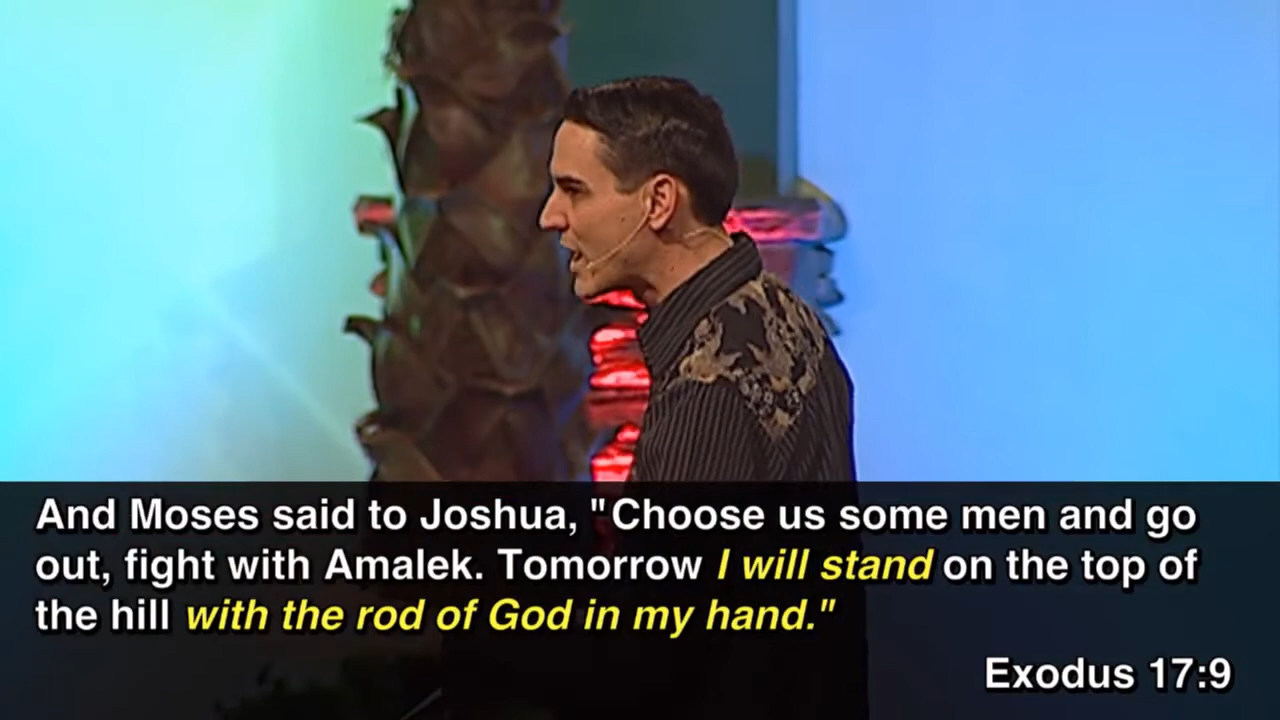 And Moses said to Joshua, "Choose us some men and go
out, fight with Amalek. Tomorrow I will stand on the top of
the hill with the rod of God in my hand."
Exodus 17:9